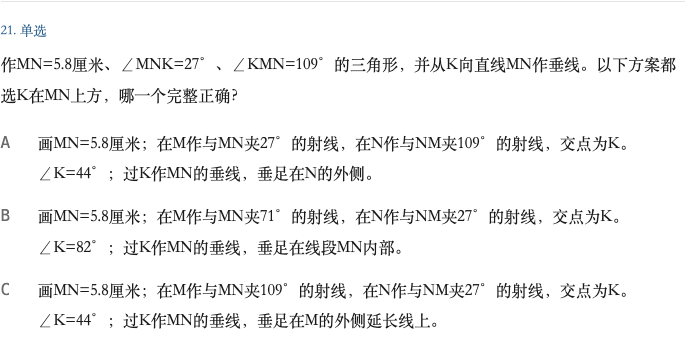 21. 单选
作MN=5.8厘米、∠MNK=27°、∠KMN=109°的三角形，并从K向直线MN作垂线。以下方案都
选K在MN上方，哪一个完整正确？
A 画MN=5.8厘米；在M作与MN夹27°的射线，在N作与NM夹109°的射线，交点为K。
∠K=44°；过K作MN的垂线，垂足在N的外侧。
B 画MN=5.8厘米；在M作与MN夹71°的射线，在N作与NM夹27°的射线，交点为K。
∠K=82°；过K作MN的垂线，垂足在线段MN内部。
C 画MN=5.8厘米；在M作与MN夹109°的射线，在N作与NM夹27°的射线，交点为K。
∠K=44°；过K作MN的垂线，垂足在M的外侧延长线上。